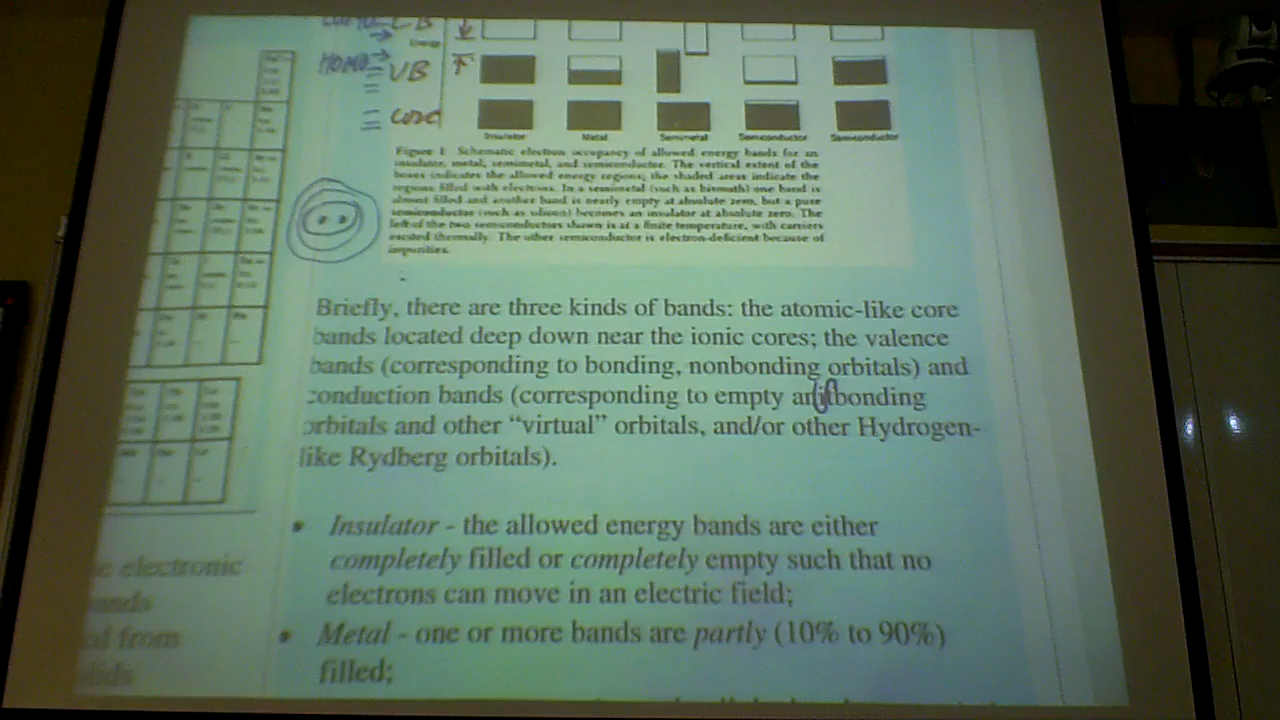 CB
Energy
HOMO → VB
= core
Insulator Metal Semimetal Semiconductor Semiconductor
Figure 1 Schematic electron occupancy of allowed energy bands for an
insulator, metal, semimetal, and semiconductor. The vertical extent of the
boxes indicates the allowed energy regions; the shaded areas indicate the
regions filled with electrons. In a semimetal (such as bismuth) one band is
almost filled and another band is nearly empty at absolute zero, but a pure
semiconductor (such as silicon) becomes an insulator at absolute zero. The
left of the two semiconductors shown is at a finite temperature, with carriers
excited thermally. The other semiconductor is electron-deficient because of
impurities.
Briefly, there are three kinds of bands: the atomic-like core
bands located deep down near the ionic cores; the valence
bands (corresponding to bonding, nonbonding orbitals) and
conduction bands (corresponding to empty antibonding
orbitals and other “virtual” orbitals, and/or other Hydrogen-
like Rydberg orbitals).
• Insulator - the allowed energy bands are either
completely filled or completely empty such that no
electrons can move in an electric field;
• Metal - one or more bands are partly (10% to 90%)
filled;
e electronic
ands
ed from
olids